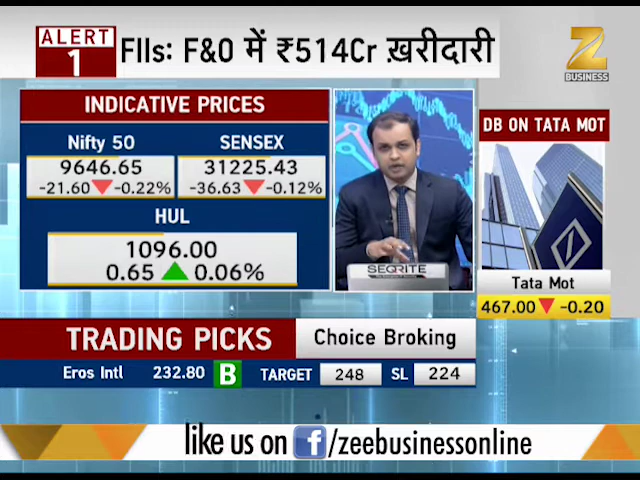 ALERT
1
FIIs: F&O में ₹514Cr ख़रीदारी
Z
BUSINESS
INDICATIVE PRICES
Nifty 50
9646.65
-21.60 -0.22%
SENSEX
31225.43
-36.63 -0.12%
HUL
1096.00
0.65 0.06%
SEQRITE
DB ON TATA MOT
Tata Mot
467.00 -0.20
TRADING PICKS
Choice Broking
Eros Intl 232.80 B TARGET 248 SL 224
like us on f/zeebusinessonline